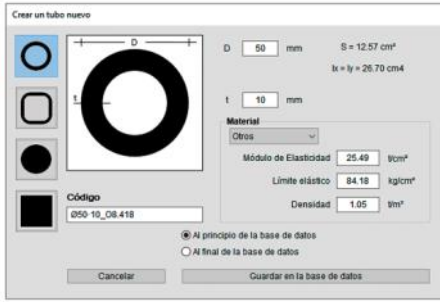 Crear un tubo nuevo
D
D 50 mm S = 12.57 cm²
Ix = Iy = 26.70 cm4
t
t 10 mm
Material
Otros
Módulo de Elasticidad 25.49 t/cm²
Límite elástico 84.18 kg/cm²
Densidad 1.05 t/m³
Código
Ø50·10_O8.418
Al principio de la base de datos
Al final de la base de datos
Cancelar Guardar en la base de datos